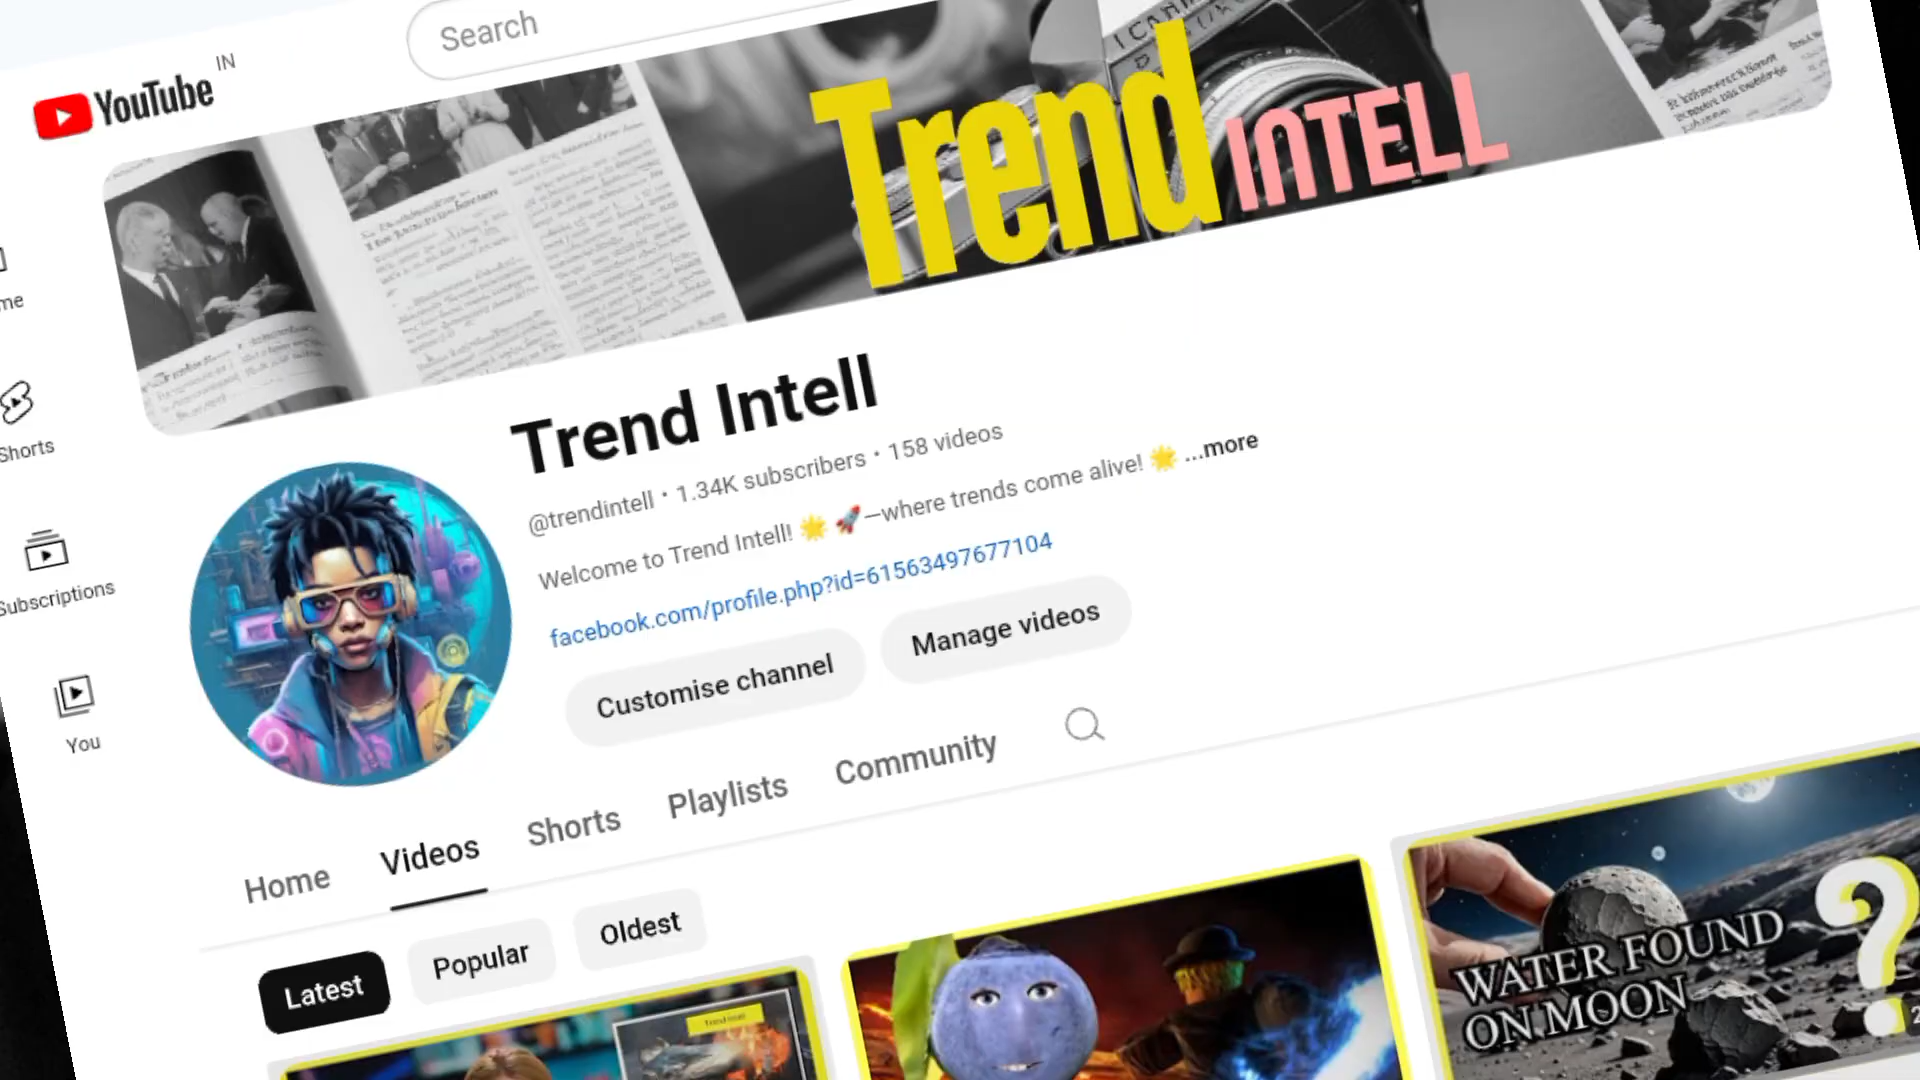 YouTube IN
Search
Trend INTELL
Trend Intell
@trendintell • 1.34K subscribers • 158 videos
Welcome to Trend Intell! 🌟 🚀—where trends come alive! 🌟 ...more
facebook.com/profile.php?id=61563497677104
Customise channel
Manage videos
me
Shorts
Subscriptions
You
Home
Videos
Shorts
Playlists
Community
Latest
Popular
Oldest
Trend Intell
WATER FOUND
ON MOON
?